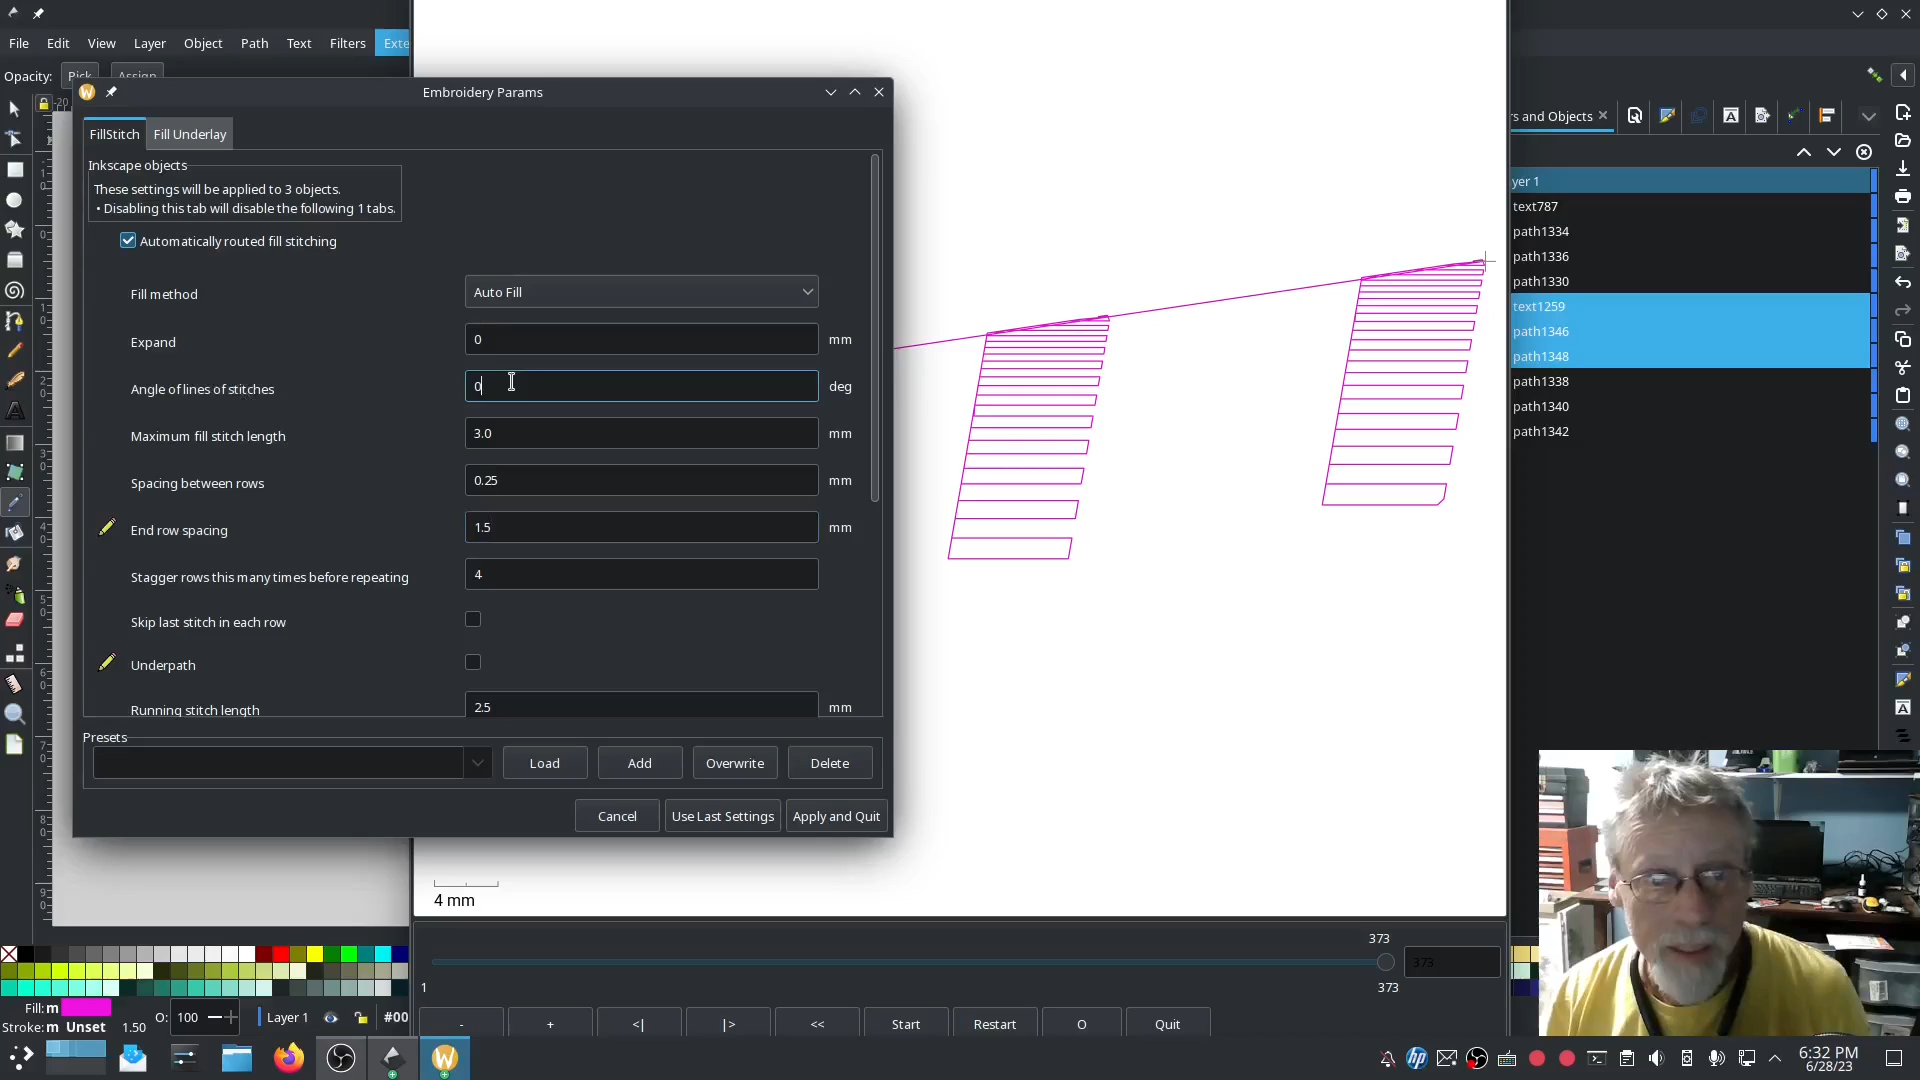 File Edit View Layer Object Path Text Filters Exte
Opacity: Pick Assign
Embroidery Params
FillStitch Fill Underlay
Inkscape objects
These settings will be applied to 3 objects.
• Disabling this tab will disable the following 1 tabs.
Automatically routed fill stitching
Fill method Auto Fill
Expand 0 mm
Angle of lines of stitches 0 deg
Maximum fill stitch length 3.0 mm
Spacing between rows 0.25 mm
End row spacing 1.5 mm
Stagger rows this many times before repeating 4
Skip last stitch in each row
Underpath
Running stitch length 2.5 mm
Presets
Load Add Overwrite Delete
Cancel Use Last Settings Apply and Quit
4 mm
373
373
1 373
- + <| |> << Start Restart O Quit
rs and Objects
yer 1
text787
path1334
path1336
path1330
text1259
path1346
path1348
path1338
path1340
path1342
Fill: m
Stroke: m Unset 1.50
O: 100 Layer 1 #00
6:32 PM
6/28/23